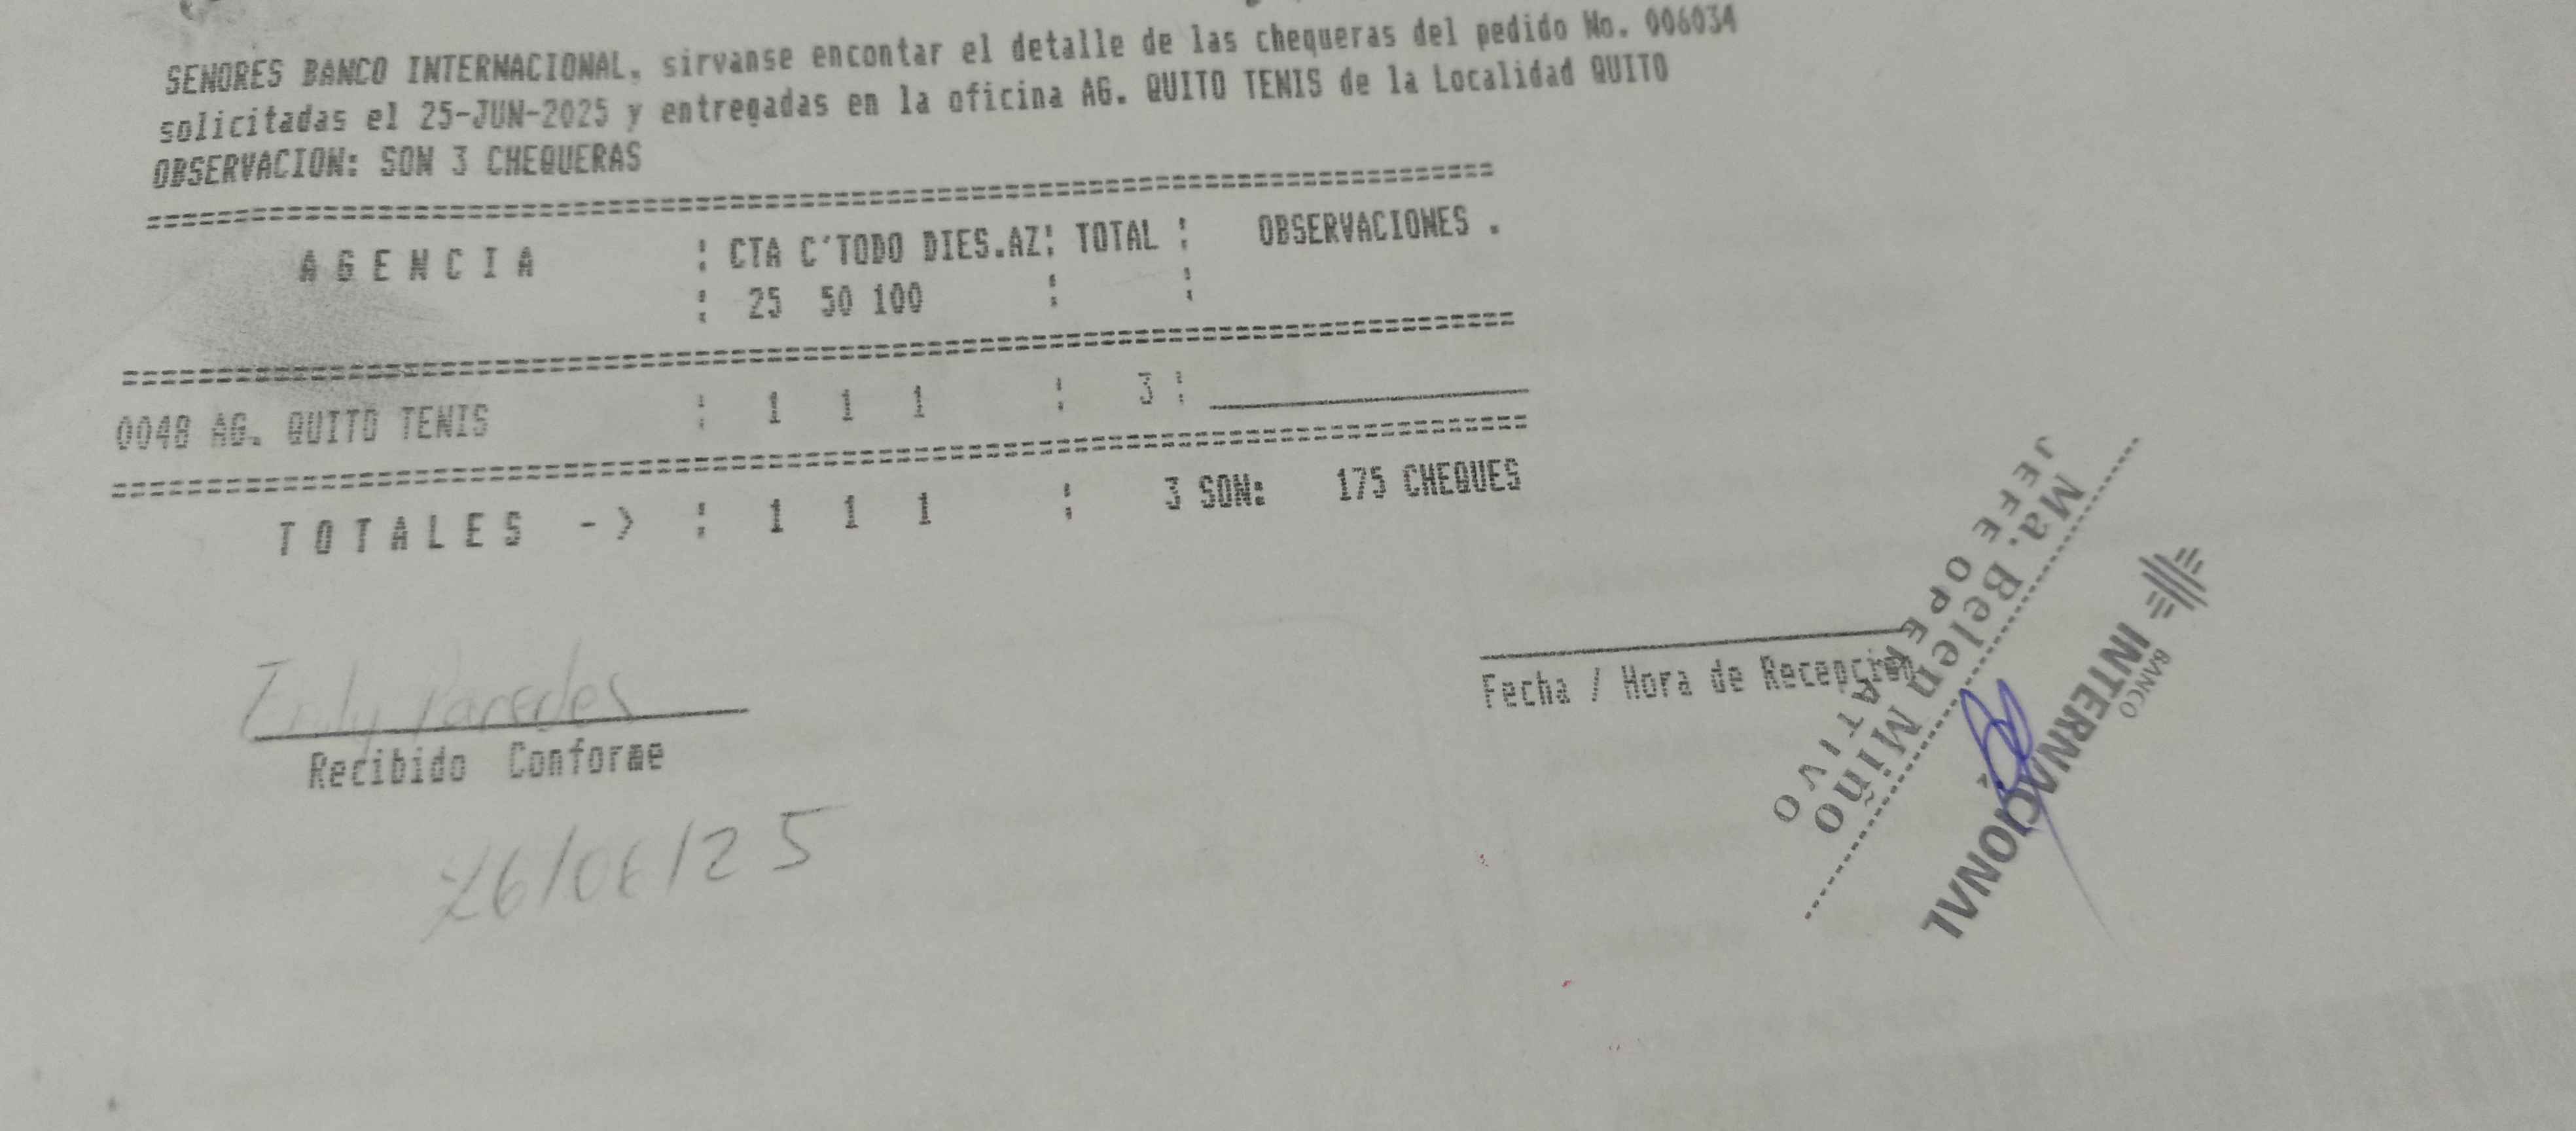 SENORES BANCO INTERNACIONAL, sirvanse encontar el detalle de las chequeras del pedido No. 006034
solicitadas el 25-JUN-2025 y entregadas en la oficina AG. QUITO TENIS de la Localidad QUITO
OBSERVACION: SON 3 CHEQUERAS
A G E N C I A : CTA C'TODO DIES.AZ: TOTAL : OBSERVACIONES .
: 25 50 100 : :
0048 AG. QUITO TENIS : 1 1 1 : 3 :
T O T A L E S -> : 1 1 1 : 3 SON: 175 CHEQUES
Paredes
Recibido Conforme
26/06/25
Fecha / Hora de Recepción
Ma. Belen Miño
JEFE OPERATIVO
BANCO
INTERNACIONAL